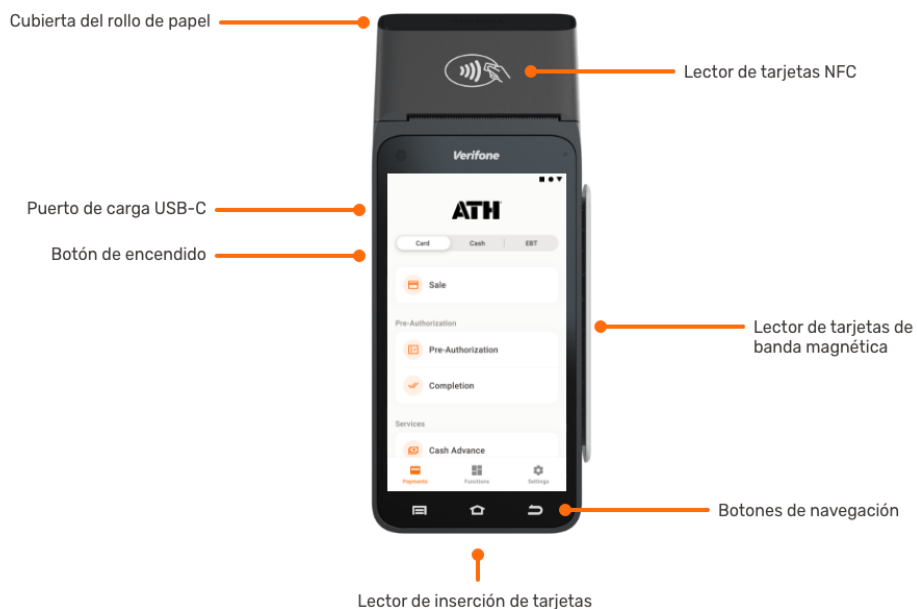 Cubierta del rollo de papel
Lector de tarjetas NFC
Verifone
Puerto de carga USB-C
ATH
Botón de encendido
Card Cash EBT
Sale
Pre-Authorization
Pre-Authorization
Completion
Lector de tarjetas de
banda magnética
Services
Cash Advance
Payments Functions Settings
Botones de navegación
Lector de inserción de tarjetas